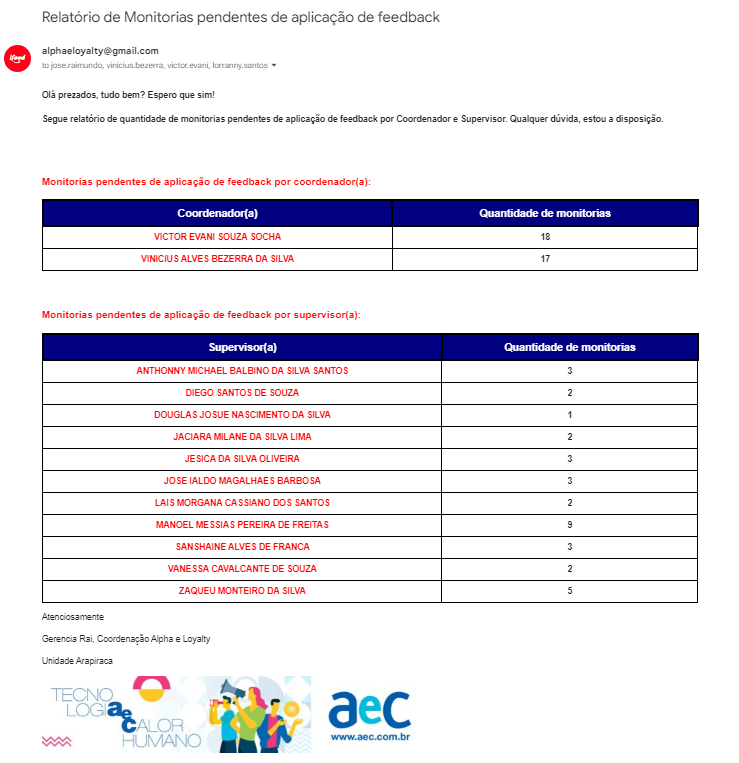 Relatório de Monitorias pendentes de aplicação de feedback
ifood
alphaeloyalty@gmail.com
to jose.raimundo, vinicius.bezerra, victor.evani, lorranny.santos
Olá prezados, tudo bem? Espero que sim!
Segue relatório de quantidade de monitorias pendentes de aplicação de feedback por Coordenador e Supervisor. Qualquer dúvida, estou a disposição.
Monitorias pendentes de aplicação de feedback por coordenador(a):
Coordenador(a) Quantidade de monitorias
VICTOR EVANI SOUZA SOCHA 18
VINICIUS ALVES BEZERRA DA SILVA 17
Monitorias pendentes de aplicação de feedback por supervisor(a):
Supervisor(a) Quantidade de monitorias
ANTHONNY MICHAEL BALBINO DA SILVA SANTOS 3
DIEGO SANTOS DE SOUZA 2
DOUGLAS JOSUE NASCIMENTO DA SILVA 1
JACIARA MILANE DA SILVA LIMA 2
JESICA DA SILVA OLIVEIRA 3
JOSE IALDO MAGALHAES BARBOSA 3
LAIS MORGANA CASSIANO DOS SANTOS 2
MANOEL MESSIAS PEREIRA DE FREITAS 9
SANSHAINE ALVES DE FRANCA 3
VANESSA CAVALCANTE DE SOUZA 2
ZAQUEU MONTEIRO DA SILVA 5
Atenciosamente
Gerencia Rai, Coordenação Alpha e Loyalty
Unidade Arapiraca
TECNO
LOGIA
aeC
CALOR
HUMANO
aeC
www.aec.com.br